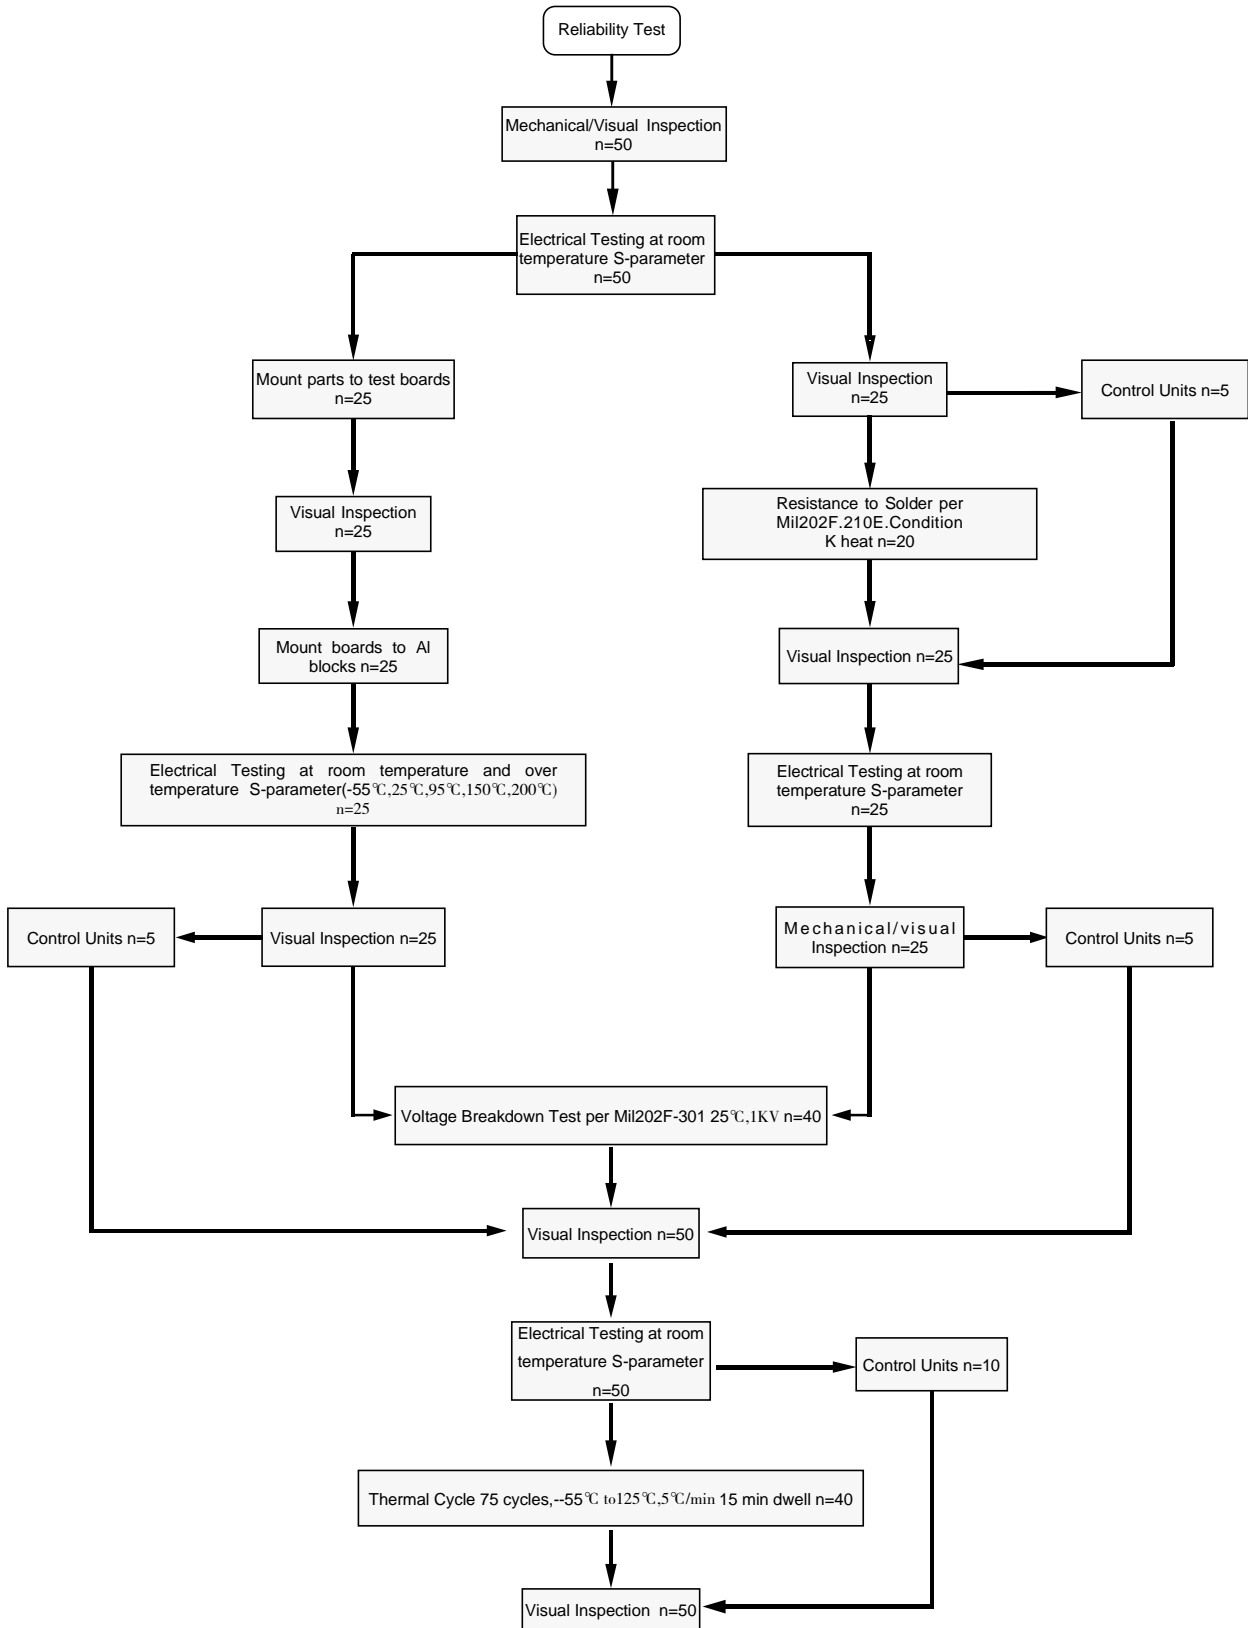 Reliability Test
Mechanical/Visual Inspection
n=50
Electrical Testing at room
temperature S-parameter
n=50
Mount parts to test boards
n=25
Visual Inspection
n=25
Control Units n=5
Visual Inspection
n=25
Resistance to Solder per
Mil202F.210E.Condition
K heat n=20
Mount boards to Al
blocks n=25
Visual Inspection n=25
Electrical Testing at room temperature and over
temperature S-parameter(-55℃,25℃,95℃,150℃,200℃)
n=25
Electrical Testing at room
temperature S-parameter
n=25
Control Units n=5
Visual Inspection n=25
Mechanical/visual
Inspection n=25
Control Units n=5
Voltage Breakdown Test per Mil202F-301 25℃,1KV n=40
Visual Inspection n=50
Electrical Testing at room
temperature S-parameter
n=50
Control Units n=10
Thermal Cycle 75 cycles,--55℃ to125℃,5℃/min 15 min dwell n=40
Visual Inspection n=50